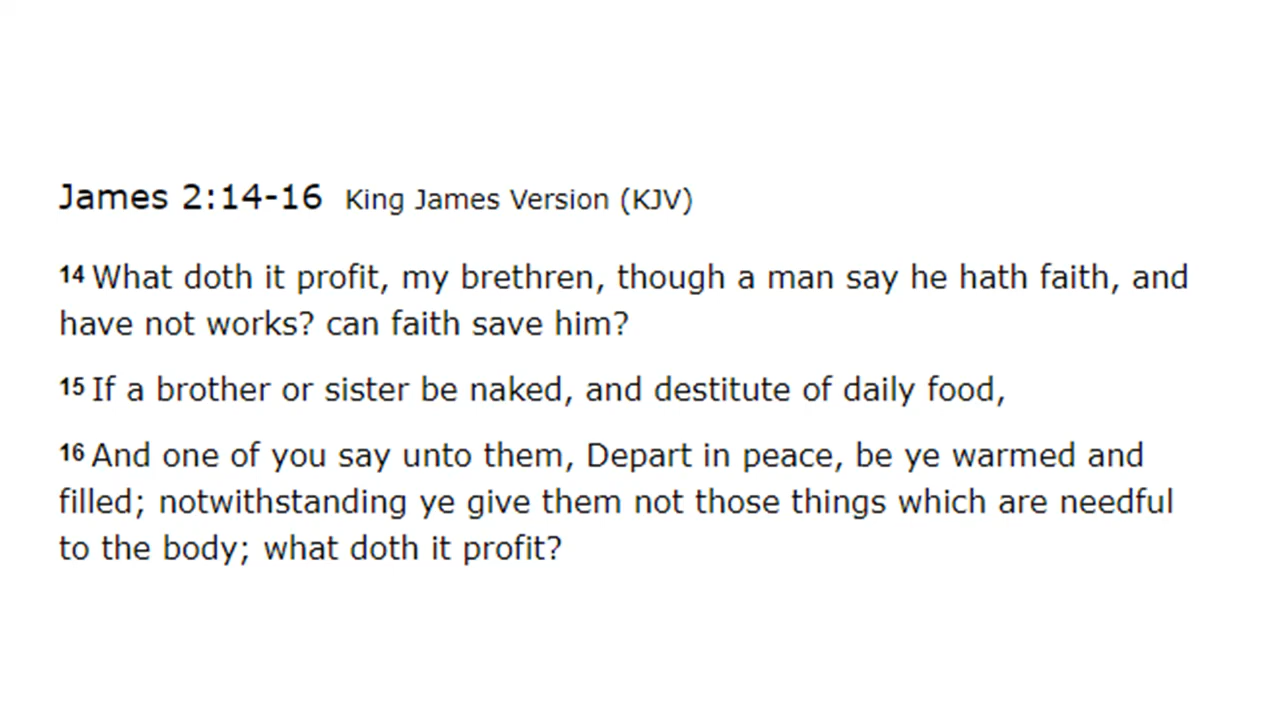 James 2:14-16 King James Version (KJV)
14 What doth it profit, my brethren, though a man say he hath faith, and
have not works? can faith save him?
15 If a brother or sister be naked, and destitute of daily food,
16 And one of you say unto them, Depart in peace, be ye warmed and
filled; notwithstanding ye give them not those things which are needful
to the body; what doth it profit?